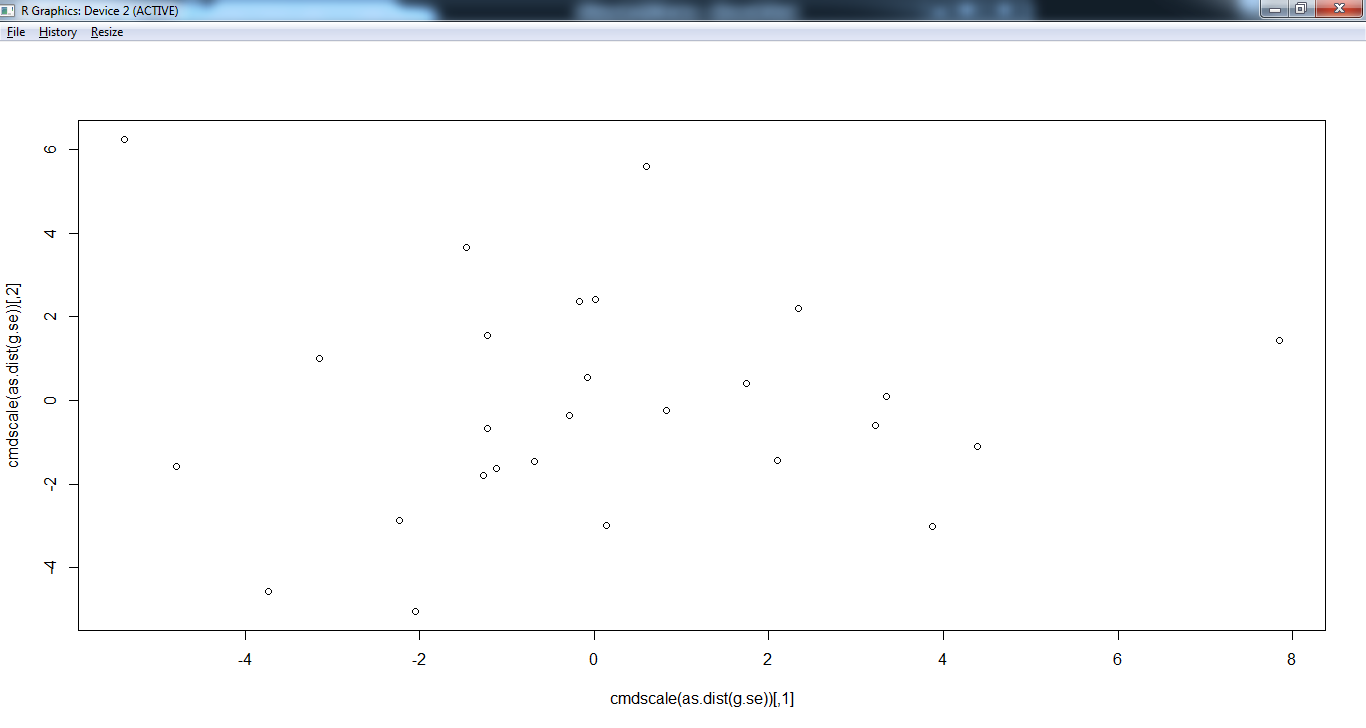 R Graphics: Device 2 (ACTIVE)
File History Resize
6
4
2
0
-2
-4
cmdscale(as.dist(g.se))[,2]
-4 -2 0 2 4 6 8
cmdscale(as.dist(g.se))[,1]